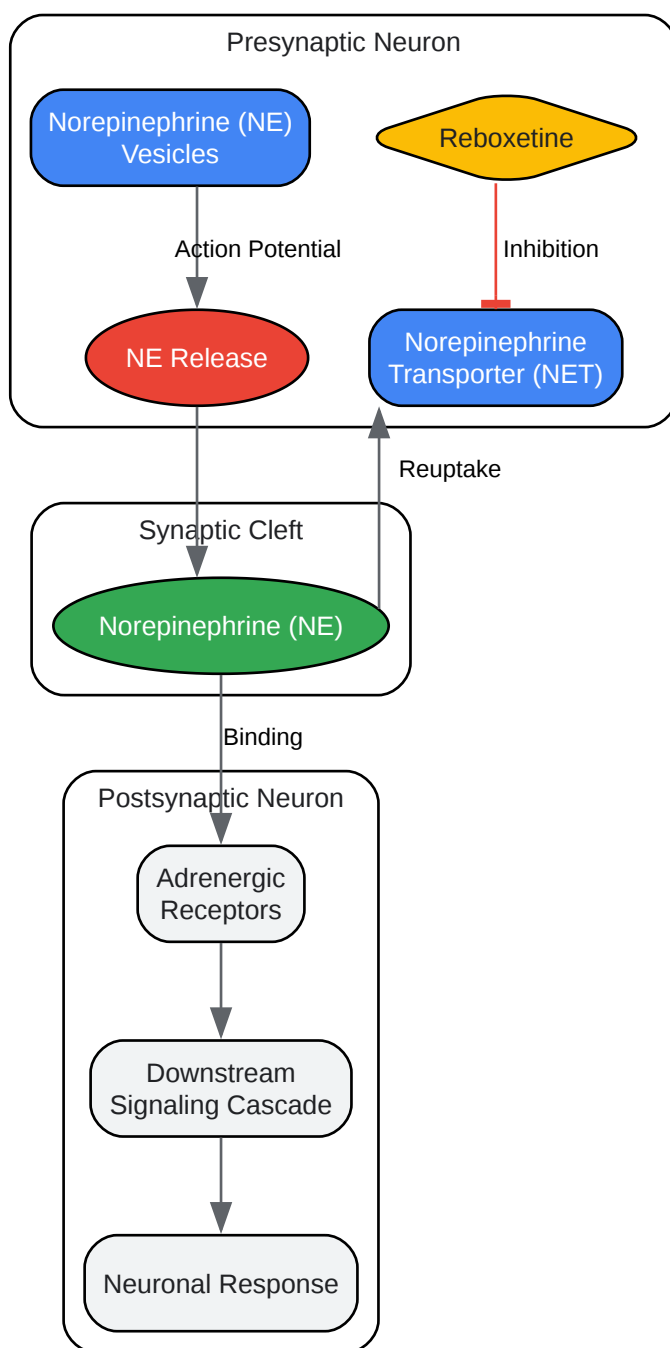 Presynaptic Neuron
Norepinephrine (NE)
Vesicles
Reboxetine
Action Potential
Inhibition
NE Release
Norepinephrine
Transporter (NET)
Reuptake
Synaptic Cleft
Norepinephrine (NE)
Binding
Postsynaptic Neuron
Adrenergic
Receptors
Downstream
Signaling Cascade
Neuronal Response